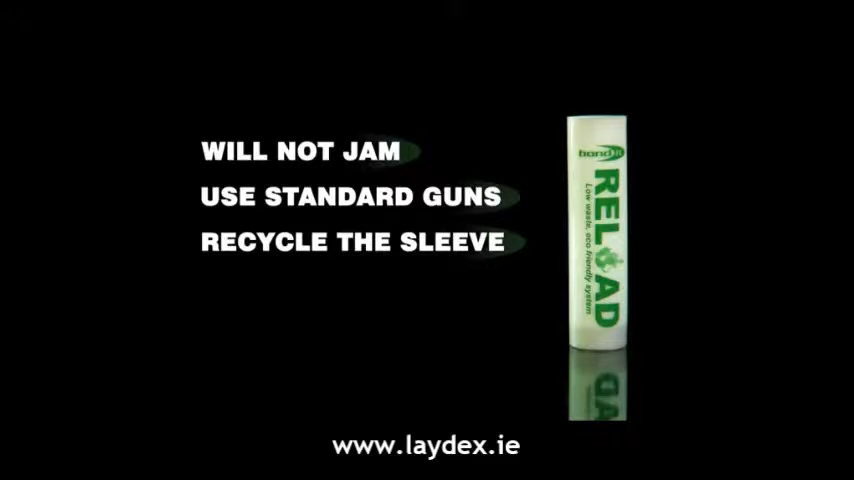 WILL NOT JAM
USE STANDARD GUNS
RECYCLE THE SLEEVE
bond it
RELOAD
Low waste, eco friendly system
www.laydex.ie